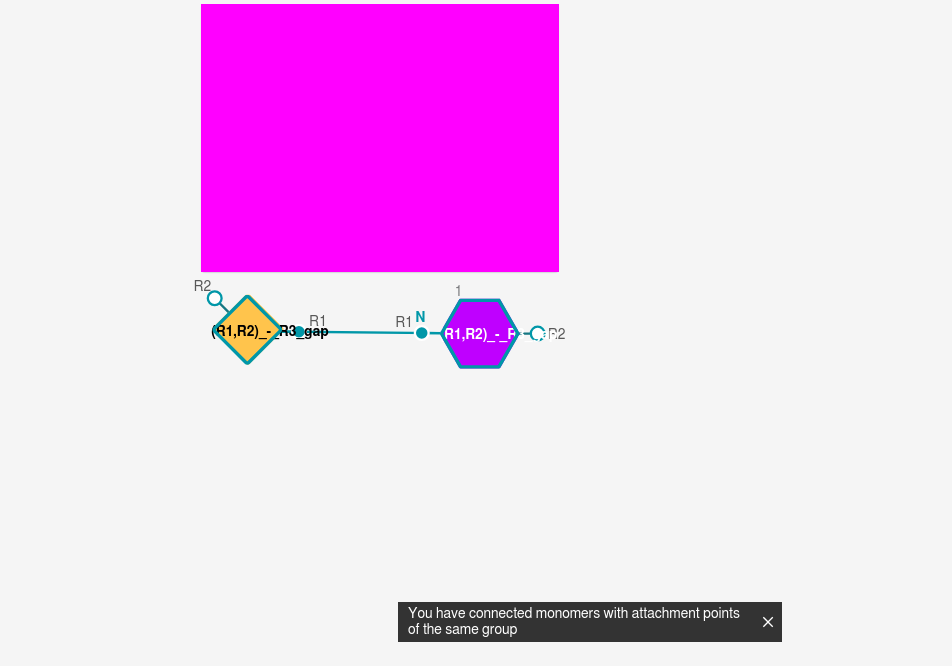 R2
1
R1
R1
N
(R1,R2)_-_R3_gap
R1,R2)_-_R
R2
You have connected monomers with attachment points
of the same group